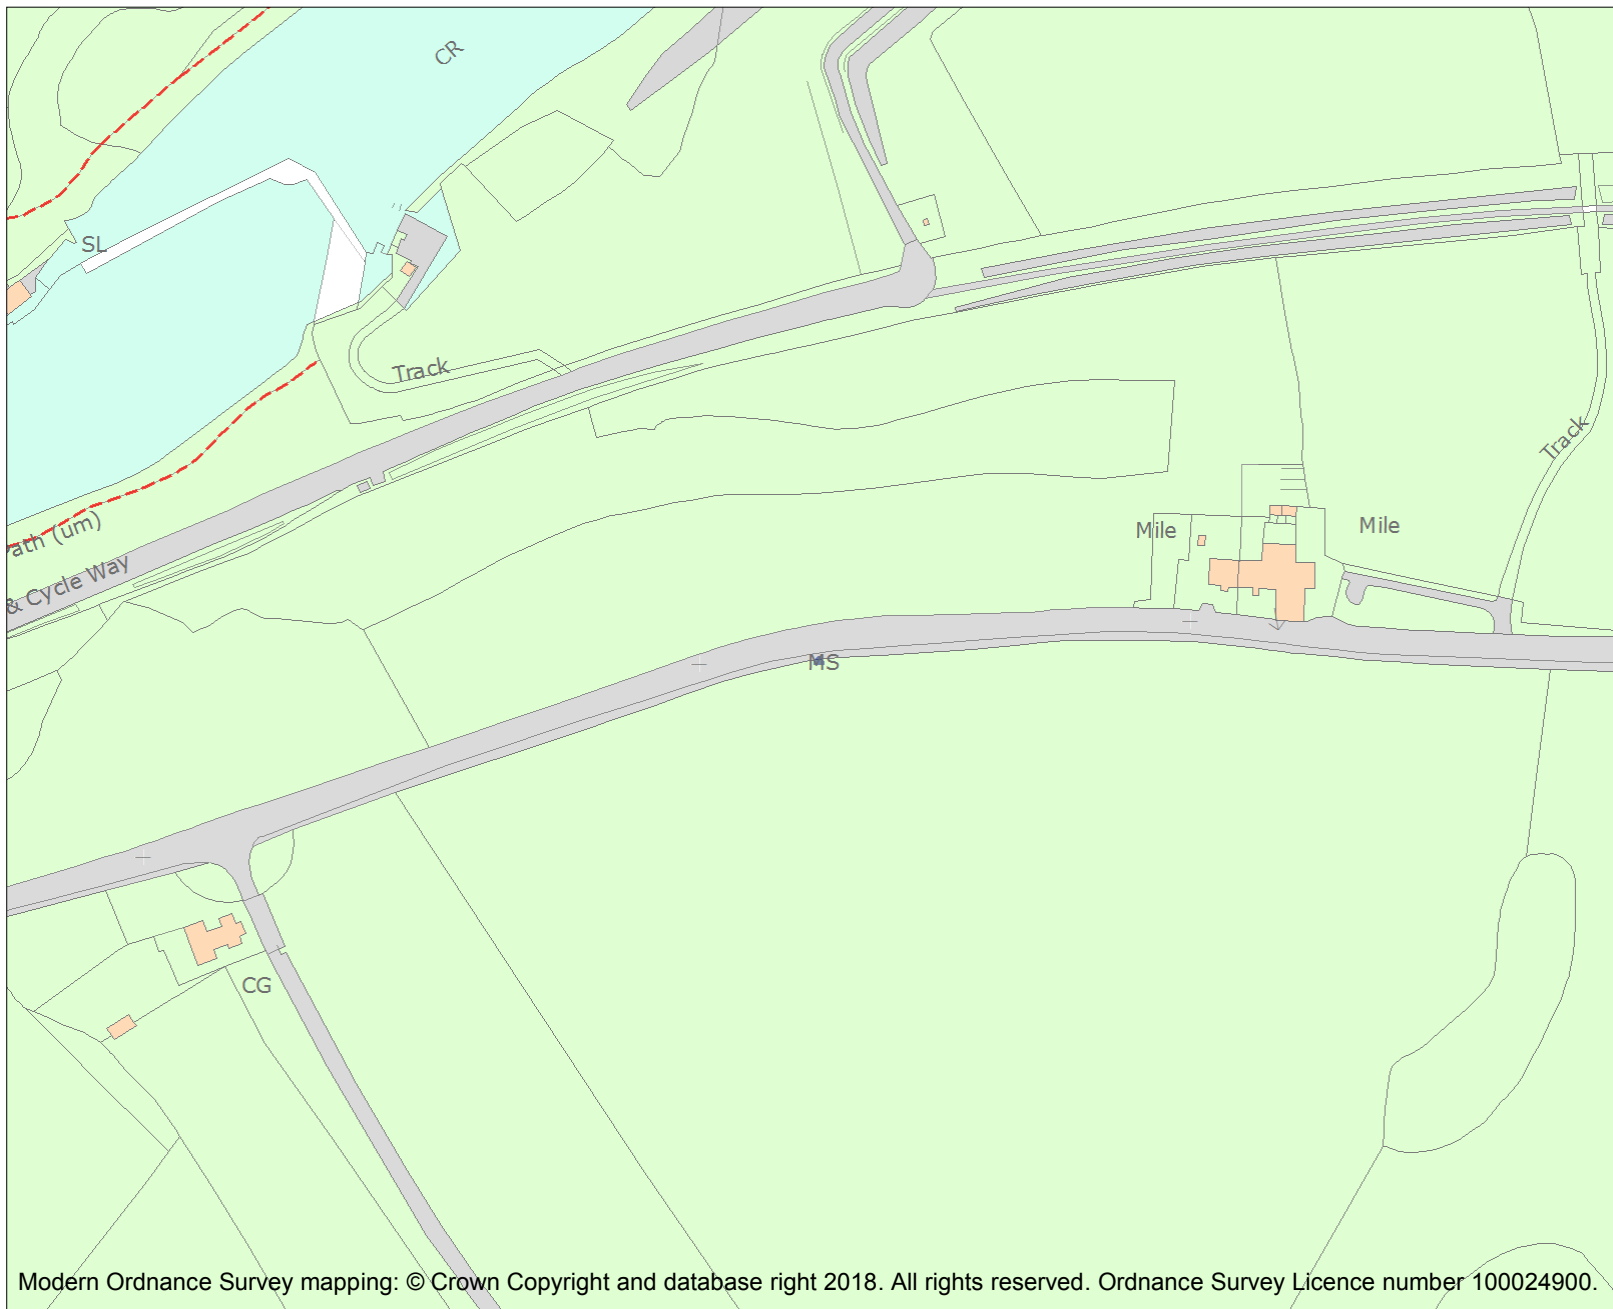 CR
SL
Track
Track
Path (um)
& Cycle Way
Mile
Mile
MS
CG
Modern Ordnance Survey mapping: © Crown Copyright and database right 2018. All rights reserved. Ordnance Survey Licence number 100024900.